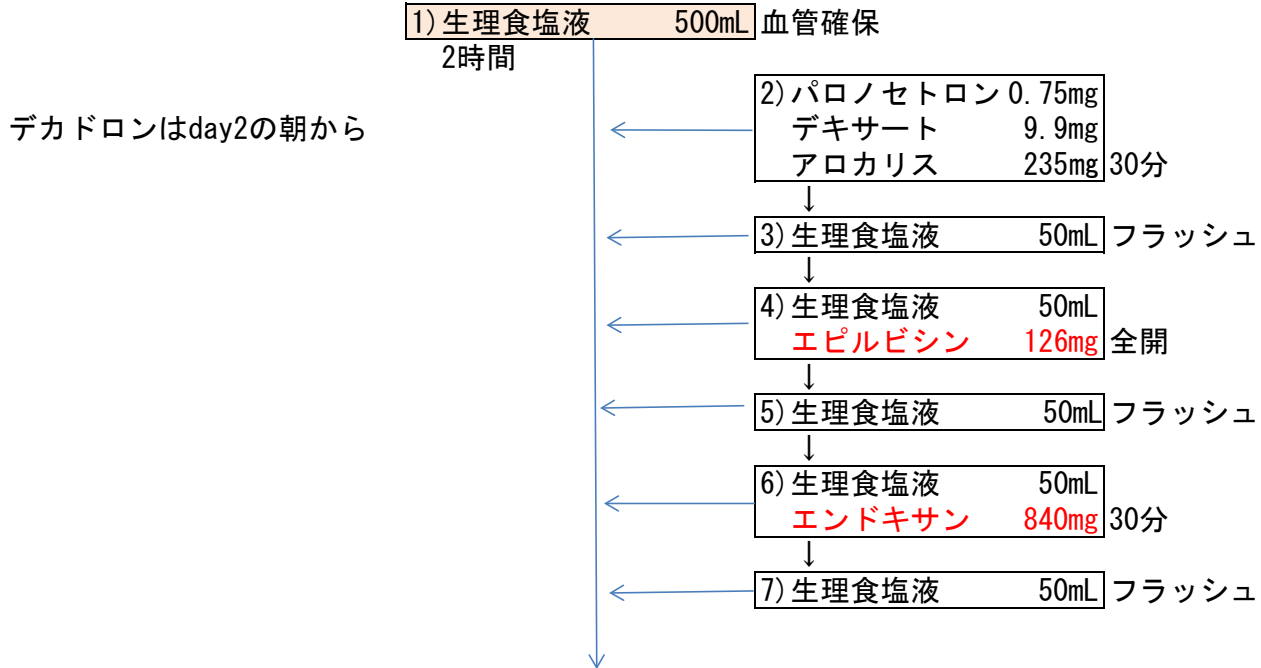 1)生理食塩液 500mL 血管確保
2時間
デカドロンはday2の朝から
2)パロノセトロン 0.75mg
デキサート 9.9mg
アロカリス 235mg 30分
↓
3)生理食塩液 50mL フラッシュ
↓
4)生理食塩液 50mL
エピルビシン 126mg 全開
↓
5)生理食塩液 50mL フラッシュ
↓
6)生理食塩液 50mL
エンドキサン 840mg 30分
↓
7)生理食塩液 50mL フラッシュ